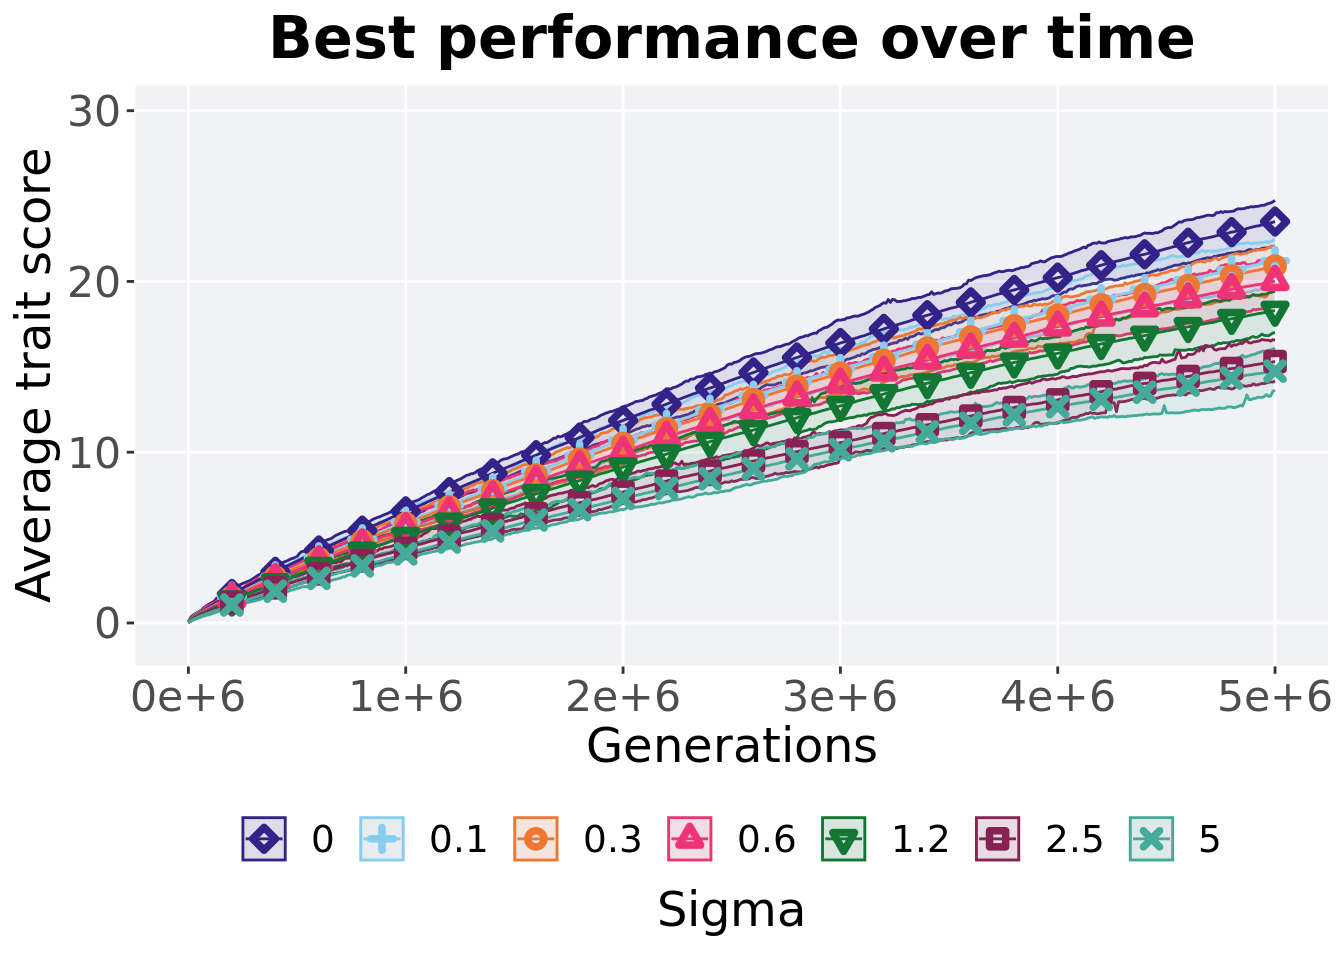 Best performance over time
Average trait score
30
20
10
0
0e+6 1e+6 2e+6 3e+6 4e+6 5e+6
Generations
0 0.1 0.3 0.6 1.2 2.5 5
Sigma